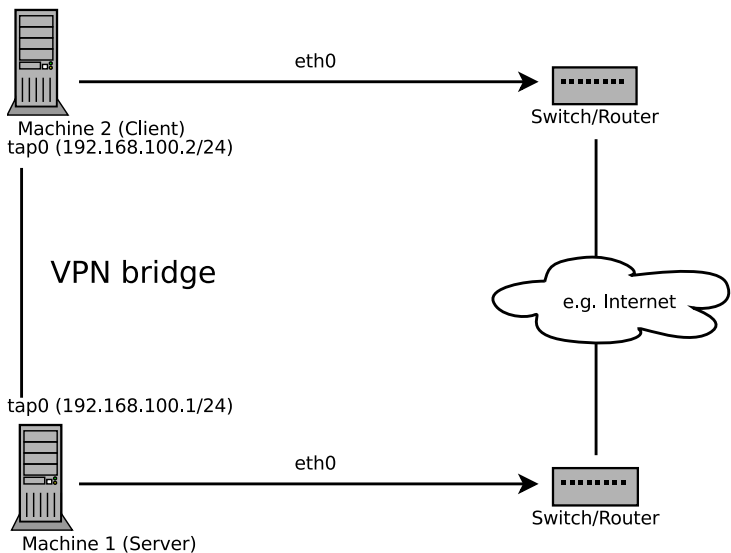 eth0
Switch/Router
Machine 2 (Client)
tap0 (192.168.100.2/24)
VPN bridge
e.g. Internet
tap0 (192.168.100.1/24)
eth0
Switch/Router
Machine 1 (Server)